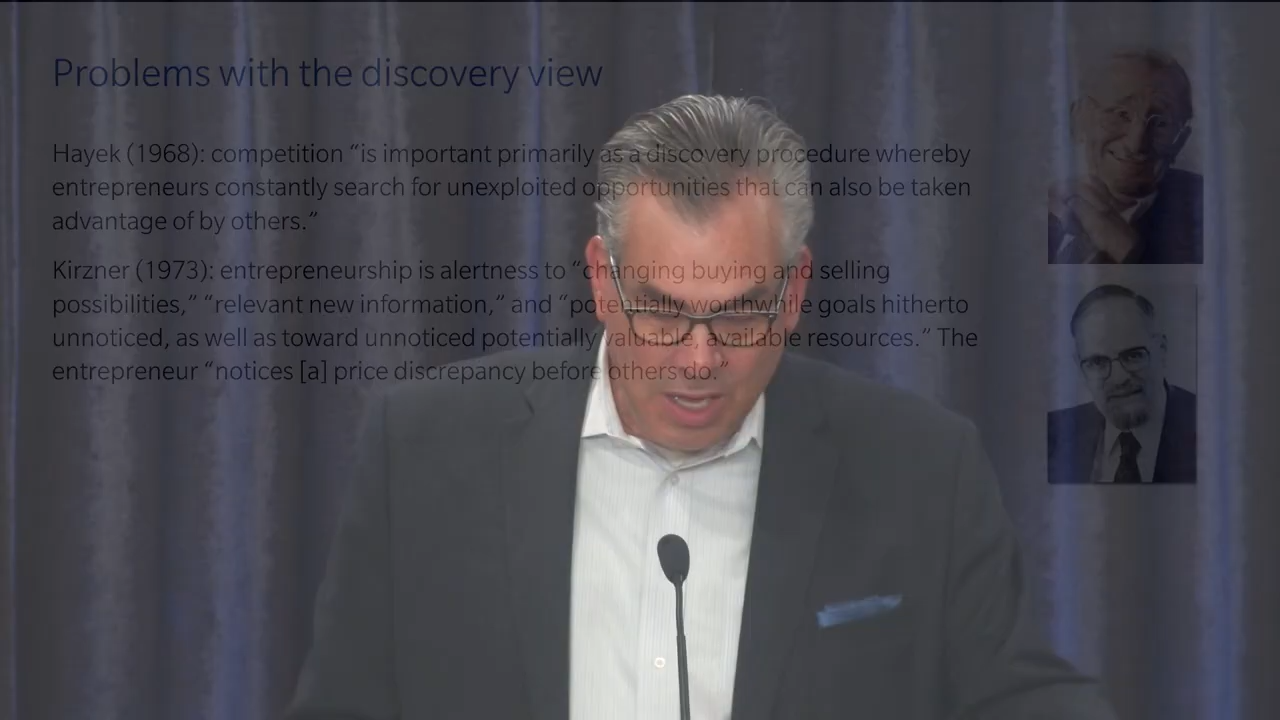 Problems with the discovery view
Hayek (1968): competition “is important primarily as a discovery procedure whereby
entrepreneurs constantly search for unexploited opportunities that can also be taken
advantage of by others.”
Kirzner (1973): entrepreneurship is alertness to “changing buying and selling
possibilities,” “relevant new information,” and “potentially worthwhile goals hitherto
unnoticed, as well as toward unnoticed potentially valuable, available resources.” The
entrepreneur “notices [a] price discrepancy before others do.”